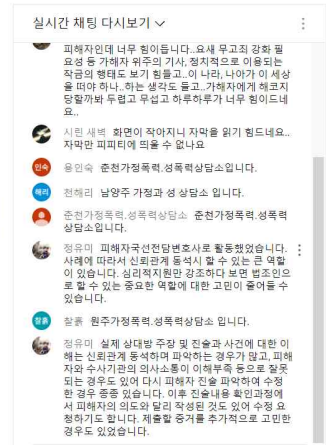 실시간 채팅 다시보기
피해자인데 너무 힘이듭니다..요새 무고죄 강화 필
요성 등 가해자 위주의 기사, 정치적으로 이용되는
작금의 행태도 보기 힘들고..이 나라, 나아가 이 세상
을 떠야 하나..하는 생각도 들고..가해자에게 해코지
당할까봐 두렵고 무섭고 하루하루가 너무 힘이드네
요..
시린 새벽 화면이 작아지니 자막을 읽기 힘드네요..
자막만 피피티에 띄울 수 없나요
인숙 용인숙 춘천가정폭력.성폭력상담소입니다.
해리 전해리 남양주 가정과 성 상담소 입니다.
춘천가정폭력.성폭력상담소 춘천가정폭력.성폭력
상담소입니다.
정유미 피해자국선전담변호사로 활동했었습니다.
사례에 따라서 신뢰관계 동석시 할 수 있는 큰 역할
이 있습니다. 심리적지원만 강조하다 보면 법조인으
로 할 수 있는 중요한 역할에 대한 고민이 줄어들 수
있습니다.
찰흙 찰흙 원주가정폭력.성폭력상담소 입니다.
정유미 실제 상대방 주장 및 진술과 사건에 대한 이
해는 신뢰관계 동석하며 파악하는 경우가 많고, 피해
자와 수사기관의 의사소통이 이해부족 등으로 잘못
되는 경우도 있어 다시 피해자 진술 파악하여 수정
한 경우 종종 있습니다. 이후 진술내용 확인과정에
서 피해자의 의도와 달리 작성된 것도 있어 수정 요
청하기도 합니다. 제출할 증거를 추가적으로 고민한
경우도 있었습니다.